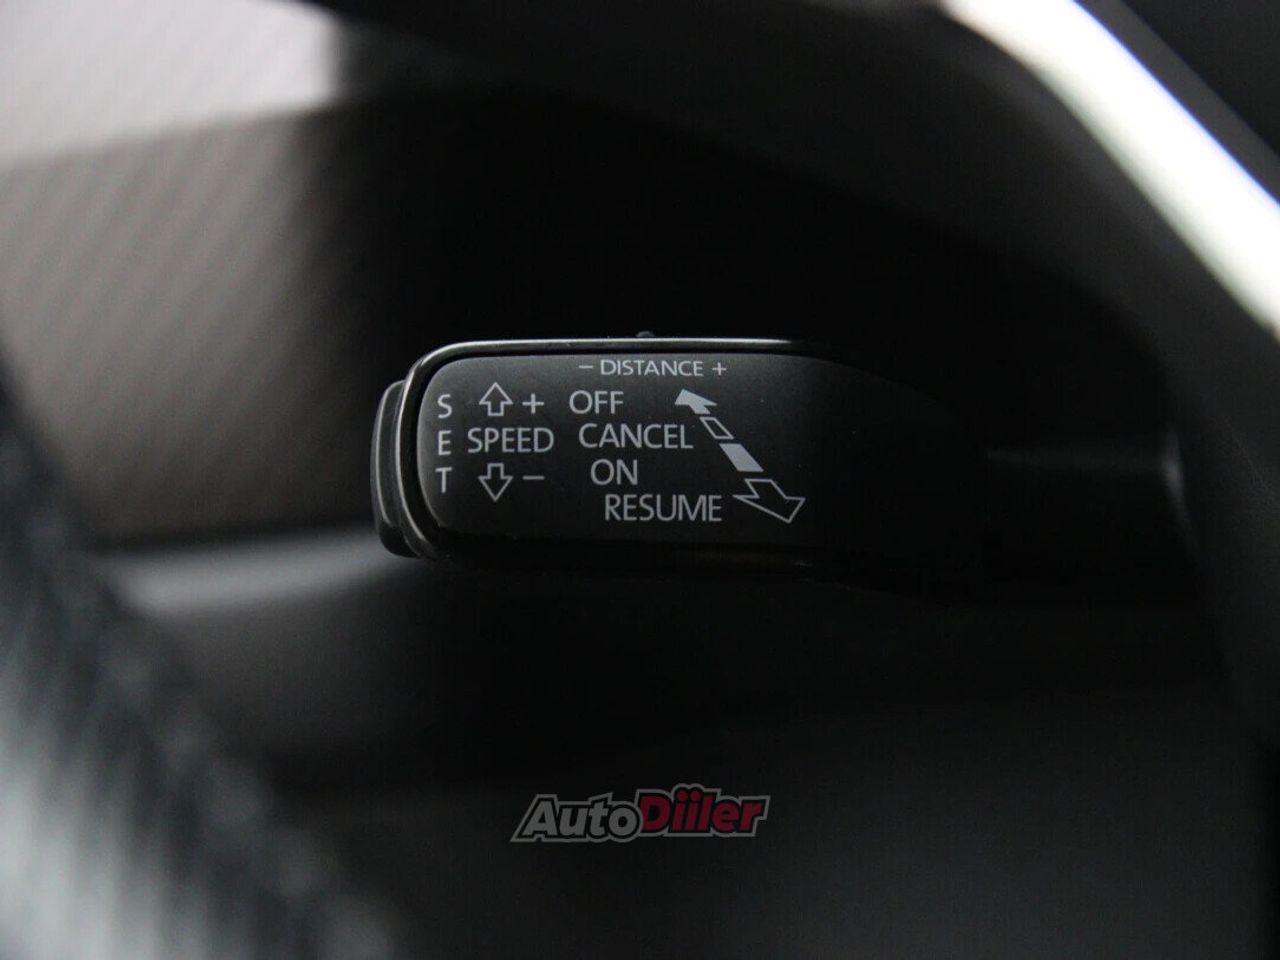 − DISTANCE +
S + OFF
E SPEED CANCEL
T − ON
RESUME
AutoDiiler